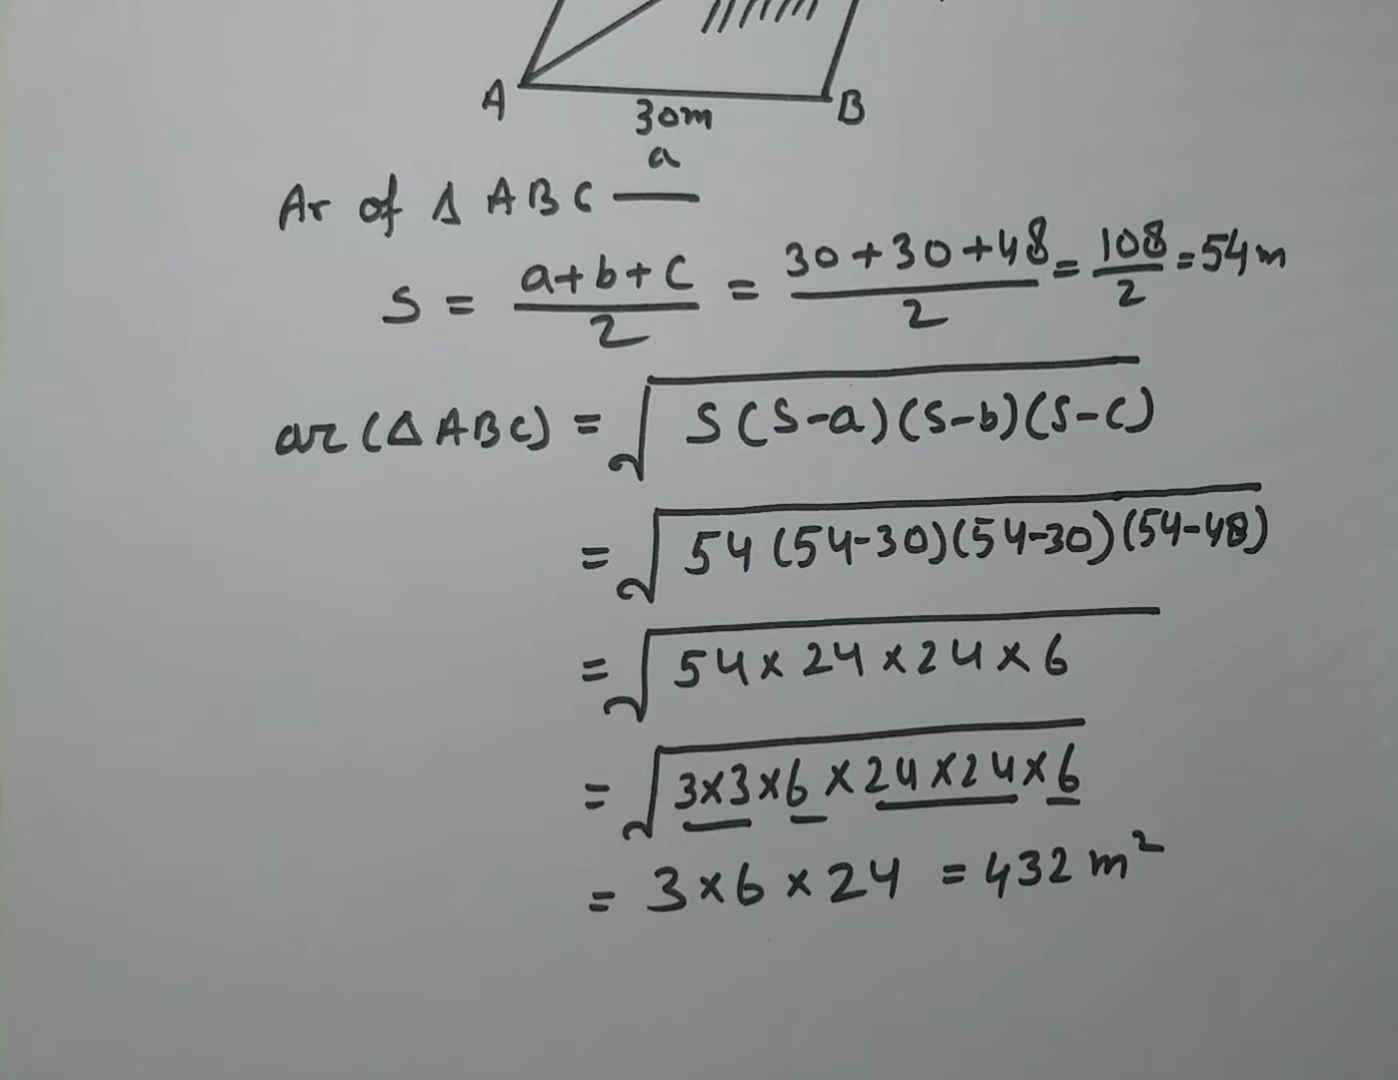 A B
30m
a
Ar of Δ ABC —
S = a+b+c/2 = 30+30+48/2 = 108/2 = 54m
ar (Δ ABC) = √S(S-a)(S-b)(S-c)
= √54(54-30)(54-30)(54-48)
= √54×24×24×6
= √3×3×6×24×24×6
= 3×6×24 = 432 m²